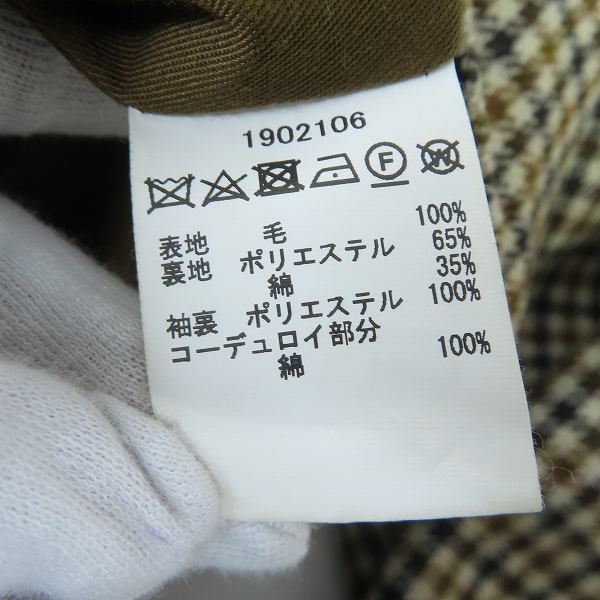 1902106
F W
表地 毛 100%
裏地 ポリエステル 65%
綿 35%
袖裏 ポリエステル 100%
コーデュロイ部分
綿 100%